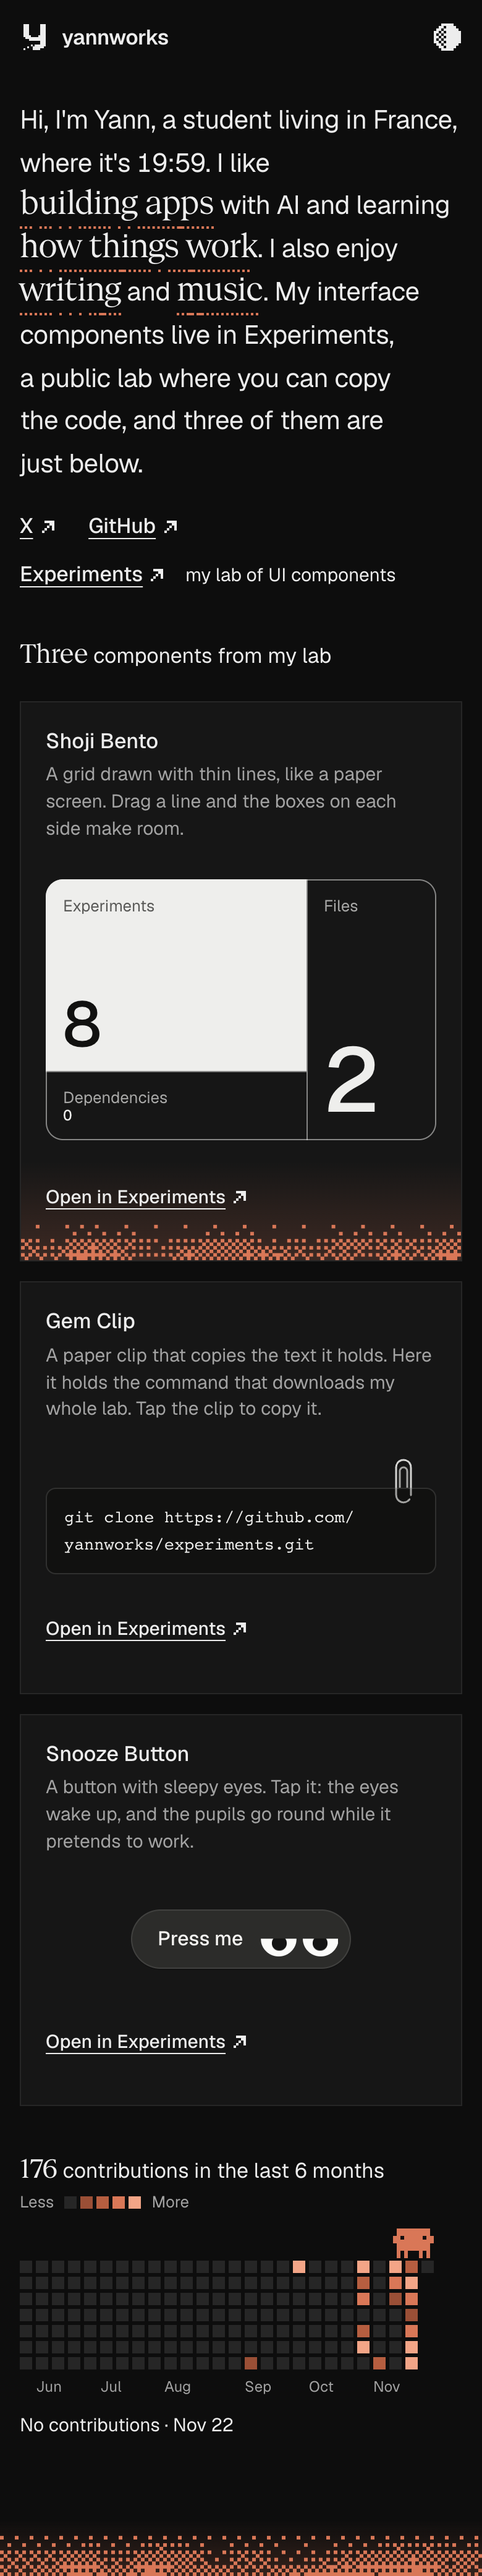 yannworks
Hi, I'm Yann, a student living in France,
where it's 19:59. I like
building apps with AI and learning
how things work. I also enjoy
writing and music. My interface
components live in Experiments,
a public lab where you can copy
the code, and three of them are
just below.
X GitHub
Experiments my lab of UI components
Three components from my lab
Shoji Bento
A grid drawn with thin lines, like a paper
screen. Drag a line and the boxes on each
side make room.
Experiments Files
8
2
Dependencies
0
Open in Experiments
Gem Clip
A paper clip that copies the text it holds. Here
it holds the command that downloads my
whole lab. Tap the clip to copy it.
git clone https://github.com/
yannworks/experiments.git
Open in Experiments
Snooze Button
A button with sleepy eyes. Tap it: the eyes
wake up, and the pupils go round while it
pretends to work.
Press me
Open in Experiments
176 contributions in the last 6 months
Less More
Jun Jul Aug Sep Oct Nov
No contributions · Nov 22